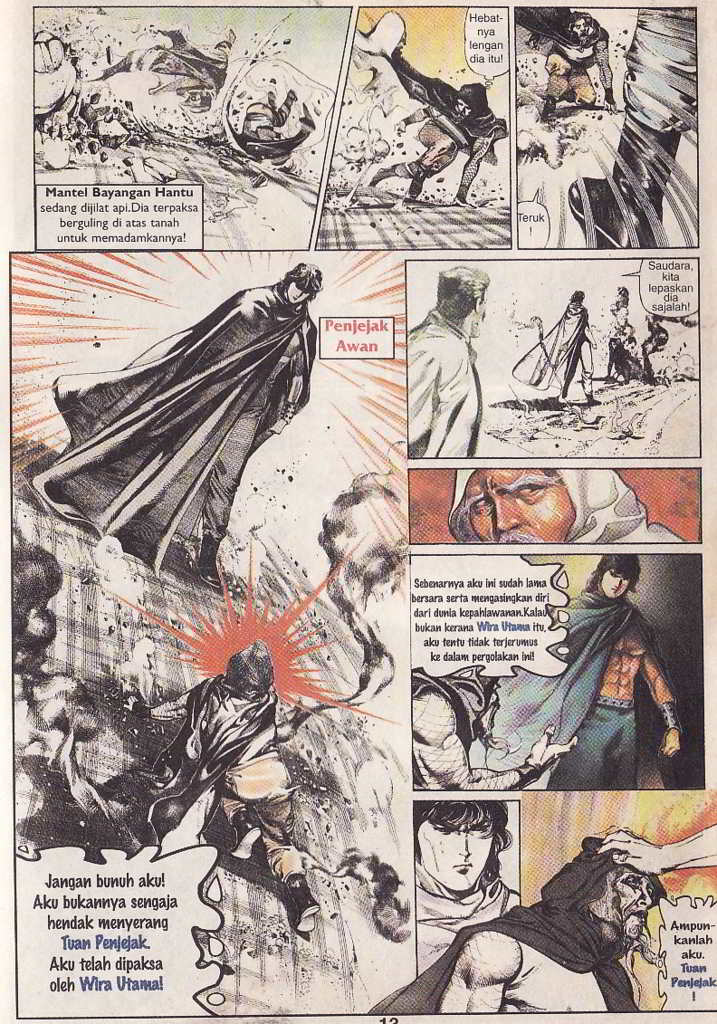 Mantel Bayangan Hantu
sedang dijilat api.Dia terpaksa
berguling di atas tanah
untuk memadamkannya!
Hebat-
nya
lengan
dia itu!
Teruk
!
Penjejak
Awan
Saudara,
kita
lepaskan
dia
sajalah!
Sebenarnya aku ini sudah lama
bersara serta mengasingkan diri
dari dunia kepahlawanan.Kalau
bukan kerana Wira Utama itu,
aku tentu tidak terjerumus
ke dalam pergolakan ini!
Jangan bunuh aku!
Aku bukannya sengaja
hendak menyerang
Tuan Penjejak.
Aku telah dipaksa
oleh Wira Utama!
Ampun-
kanlah
aku.
Tuan
Penjejak
!
13